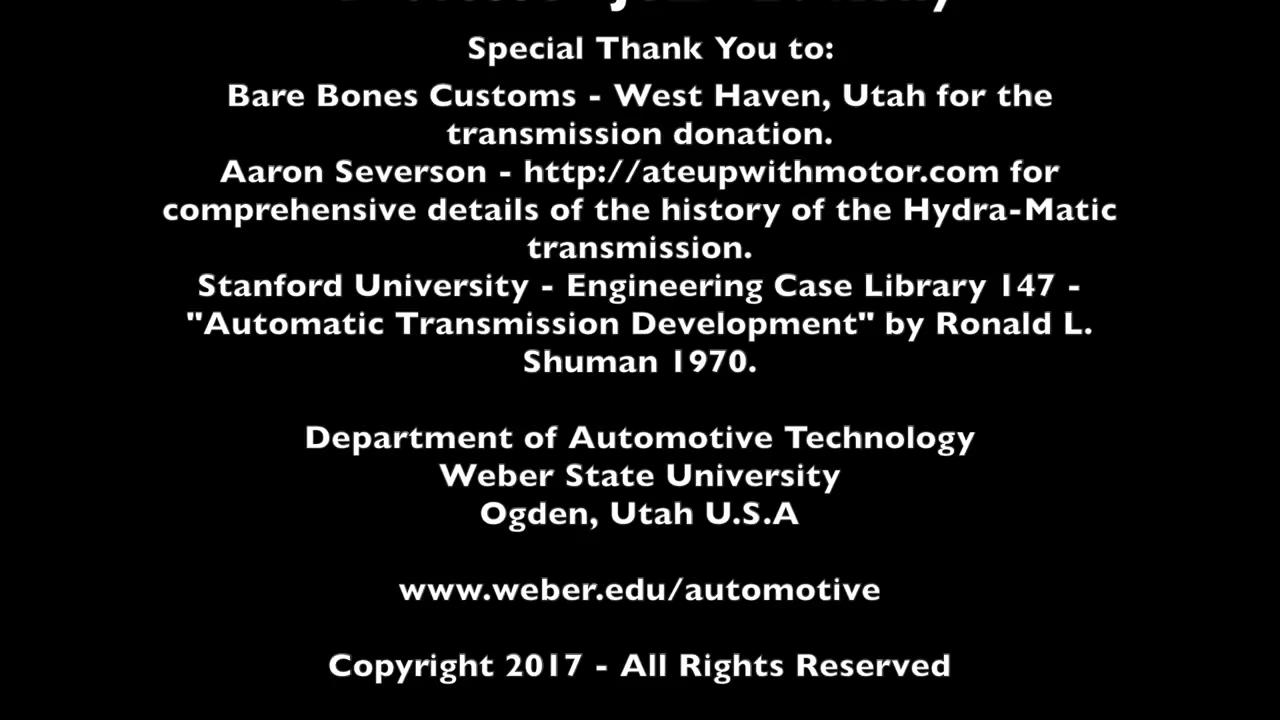 Special Thank You to:
Bare Bones Customs - West Haven, Utah for the
transmission donation.
Aaron Severson - http://ateupwithmotor.com for
comprehensive details of the history of the Hydra-Matic
transmission.
Stanford University - Engineering Case Library 147 -
"Automatic Transmission Development" by Ronald L.
Shuman 1970.
Department of Automotive Technology
Weber State University
Ogden, Utah U.S.A
www.weber.edu/automotive
Copyright 2017 - All Rights Reserved